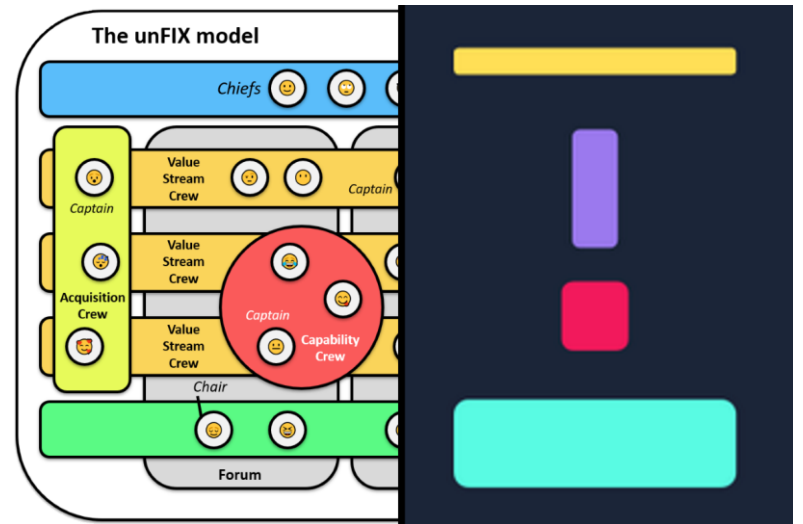 The unFIX model
Chiefs
Value
Stream
Crew
Captain
Captain
Value
Stream
Crew
Acquisition
Crew
Captain
Capability
Crew
Value
Stream
Crew
Chair
Forum